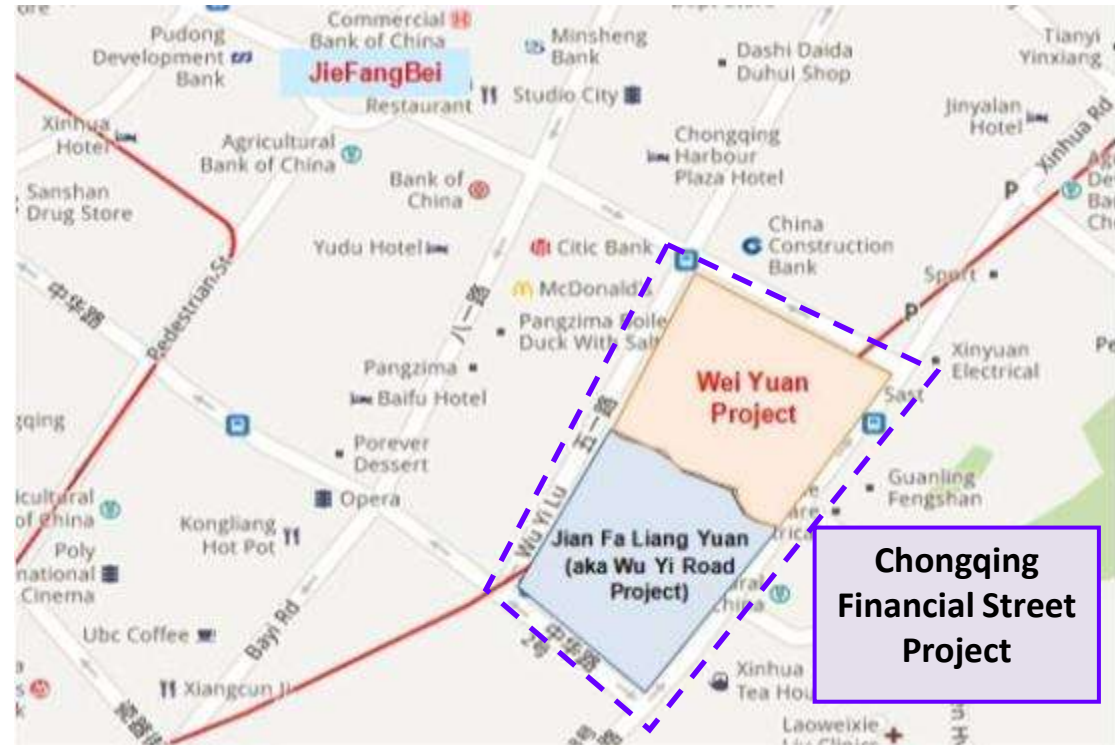 Pudong
Development
Bank
Commercial
Bank of China
JieFangBei
Restaurant
Minsheng
Bank
Studio City
Dashi Daida
Duhui Shop
Tianyi
Yinxiang
Xinhua
Hotel
Agricultural
Bank of China
Bank of
China
Chongqing
Harbour
Plaza Hotel
Jinyalan
Hotel
Xinhua Rd
Sanshan
Drug Store
Yudu Hotel
Citic Bank
China
Construction
Bank
P
Sport
McDonald's
Pangzima Boile
Duck With Salt
P
中华路
Pedestrian St
八一路
Pangzima
Baifu Hotel
Xinyuan
Electrical
Sast
Wei Yuan
Project
五一路
Porever
Dessert
Opera
Guanling
Fengshan
Kongliang
Hot Pot
Wu Yi Lu
Jian Fa Liang Yuan
(aka Wu Yi Road
Project)
Chongqing
Financial Street
Project
Poly
Cinema
Ubc Coffee
Bayi Rd
中华路
Xiangcun Ji
Xinhua
Tea Hou
Laoweixie